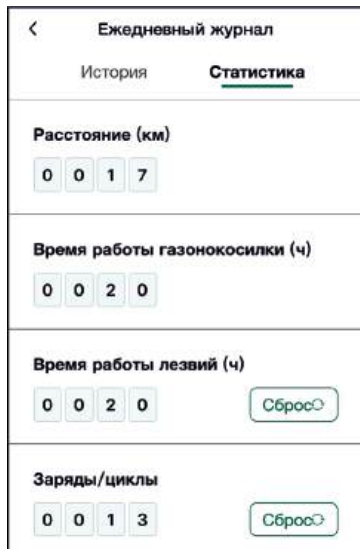 Ежедневный журнал
История Статистика
Расстояние (км)
0 0 1 7
Время работы газонокосилки (ч)
0 0 2 0
Время работы лезвий (ч)
0 0 2 0 Сброс
Заряды/циклы
0 0 1 3 Сброс